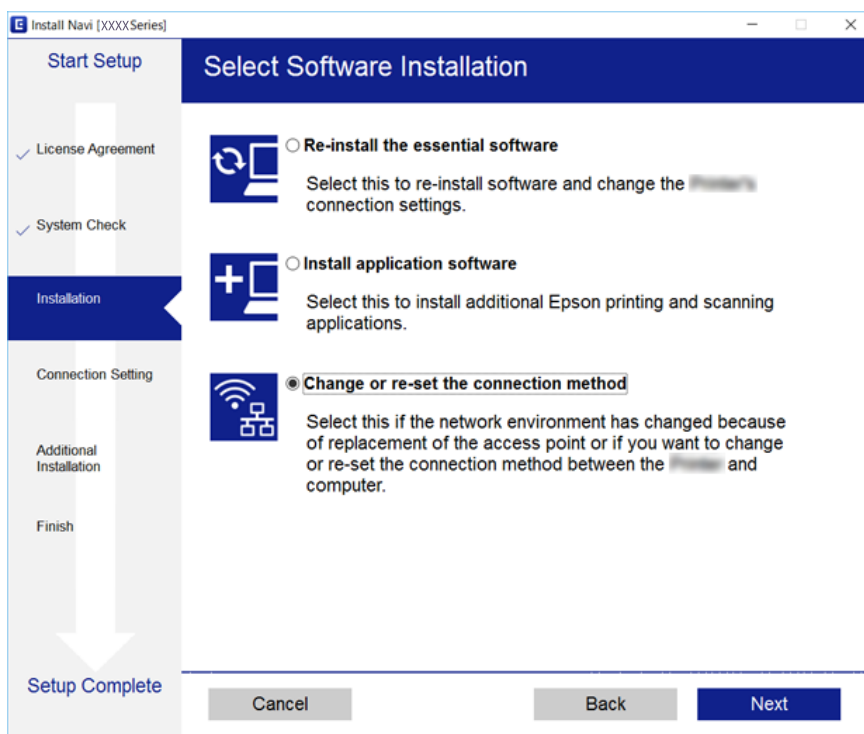 Install Navi [XXXX Series]
Start Setup
License Agreement
System Check
Installation
Connection Setting
Additional
Installation
Finish
Setup Complete
Select Software Installation
Re-install the essential software
Select this to re-install software and change the
connection settings.
Install application software
Select this to install additional Epson printing and scanning
applications.
Change or re-set the connection method
Select this if the network environment has changed because
of replacement of the access point or if you want to change
or re-set the connection method between the and
computer.
Cancel
Back
Next